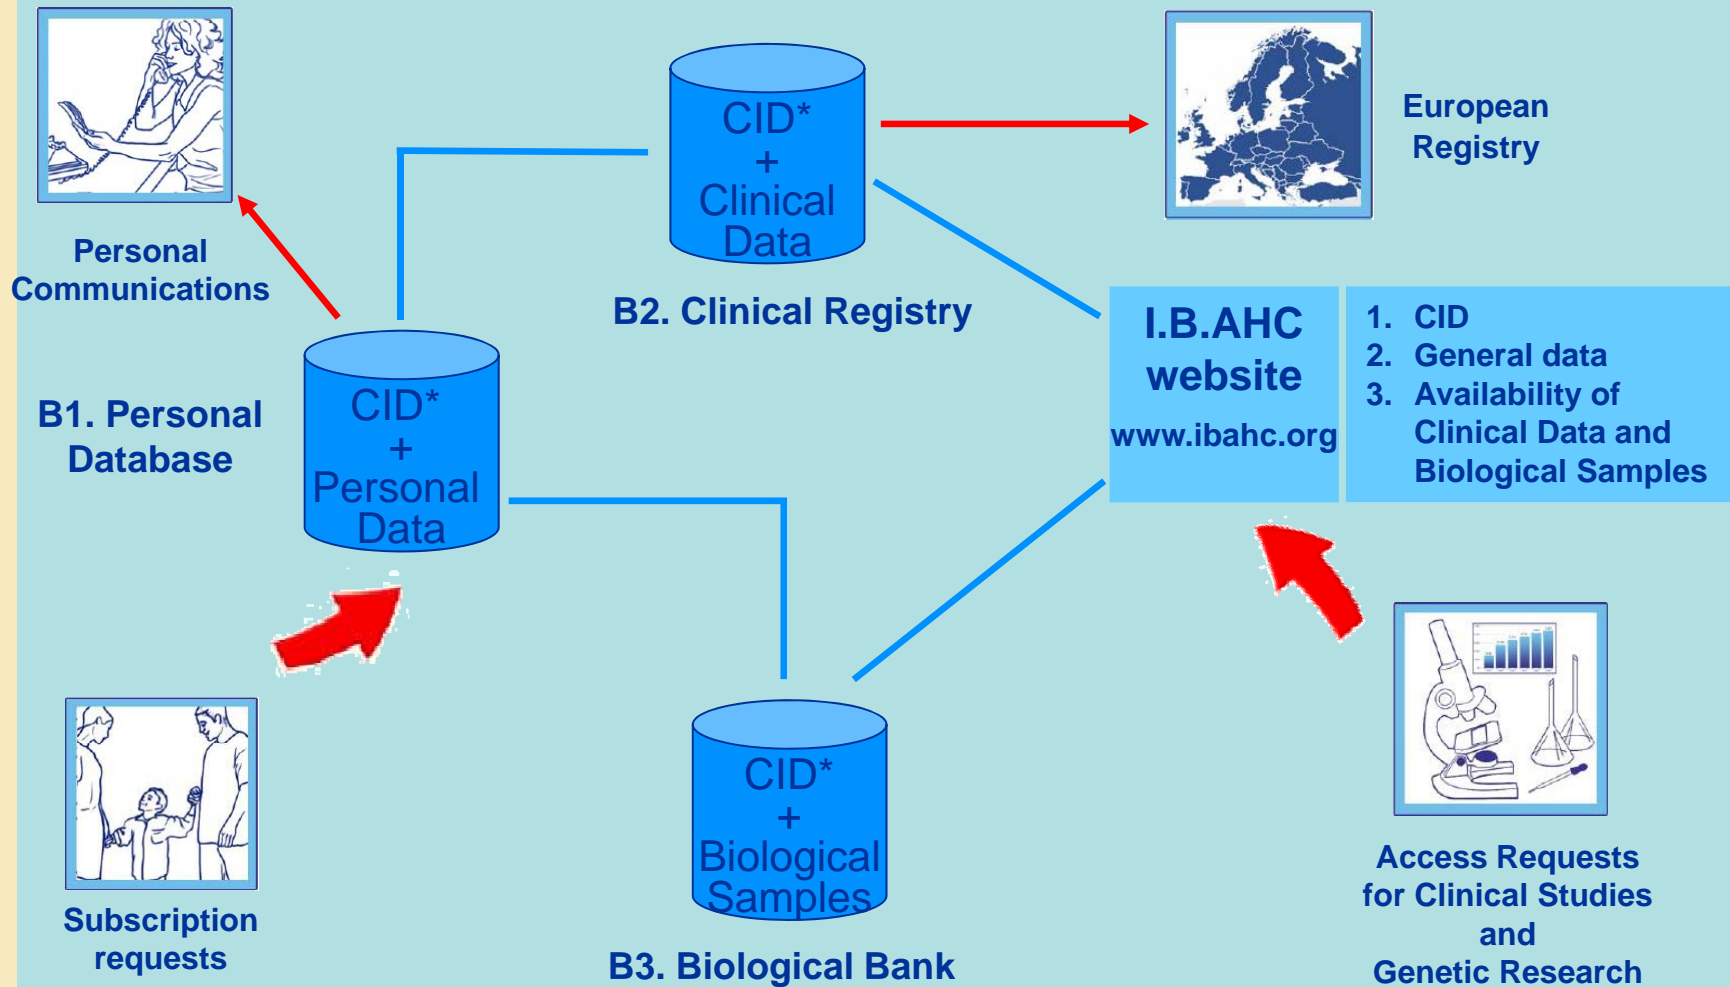 Personal
Communications
CID*
+
Clinical
Data
B2. Clinical Registry
European
Registry
B1. Personal
Database
CID*
+
Personal
Data
I.B.AHC
website
www.ibahc.org
1. CID
2. General data
3. Availability of
Clinical Data and
Biological Samples
Subscription
requests
CID*
+
Biological
Samples
B3. Biological Bank
Access Requests
for Clinical Studies
and
Genetic Research